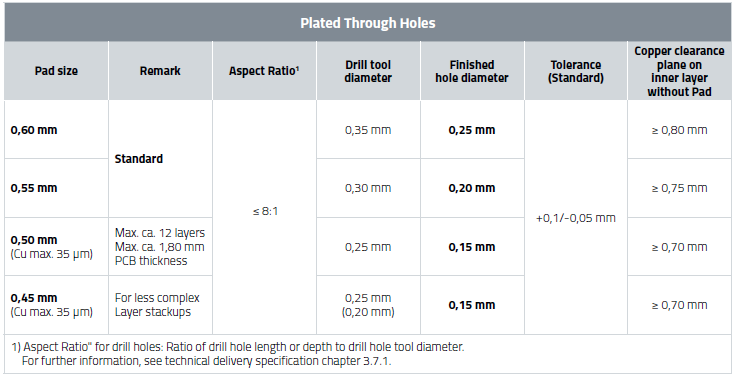 Plated Through Holes
Pad size
Remark
Aspect Ratio¹
Drill tool
diameter
Finished
hole diameter
Tolerance
(Standard)
Copper clearance
plane on
inner layer
without Pad
0,60 mm
Standard
≤ 8:1
0,35 mm
0,25 mm
+0,1/-0,05 mm
≥ 0,80 mm
0,55 mm
0,30 mm
0,20 mm
≥ 0,75 mm
0,50 mm
(Cu max. 35 µm)
Max. ca. 12 layers
Max. ca. 1,80 mm
PCB thickness
0,25 mm
0,15 mm
≥ 0,70 mm
0,45 mm
(Cu max. 35 µm)
For less complex
Layer stackups
0,25 mm
(0,20 mm)
0,15 mm
≥ 0,70 mm
1) Aspect Ratio" for drill holes: Ratio of drill hole length or depth to drill hole tool diameter.
For further information, see technical delivery specification chapter 3.7.1.